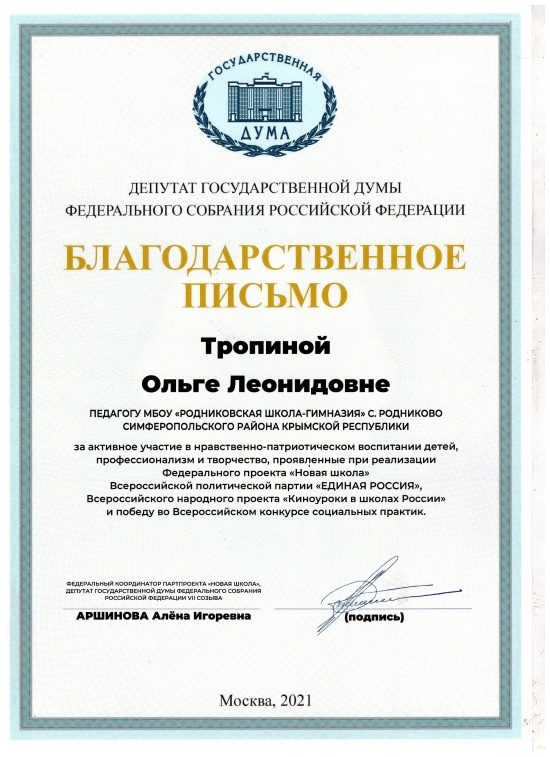 ГОСУДАРСТВЕННАЯ
ДУМА
ДЕПУТАТ ГОСУДАРСТВЕННОЙ ДУМЫ
ФЕДЕРАЛЬНОГО СОБРАНИЯ РОССИЙСКОЙ ФЕДЕРАЦИИ
БЛАГОДАРСТВЕННОЕ
ПИСЬМО
Тропиной
Ольге Леонидовне
ПЕДАГОГУ МБОУ «РОДНИКОВСКАЯ ШКОЛА-ГИМНАЗИЯ» С. РОДНИКОВО
СИМФЕРОПОЛЬСКОГО РАЙОНА КРЫМСКОЙ РЕСПУБЛИКИ
за активное участие в нравственно-патриотическом воспитании детей,
профессионализм и творчество, проявленные при реализации
Федерального проекта «Новая школа»
Всероссийской политической партии «ЕДИНАЯ РОССИЯ»,
Всероссийского народного проекта «Киноуроки в школах России»
и победу во Всероссийском конкурсе социальных практик.
ФЕДЕРАЛЬНЫЙ КООРДИНАТОР ПАРТПРОЕКТА «НОВАЯ ШКОЛА»,
ДЕПУТАТ ГОСУДАРСТВЕННОЙ ДУМЫ ФЕДЕРАЛЬНОГО СОБРАНИЯ
РОССИЙСКОЙ ФЕДЕРАЦИИ VII СОЗЫВА
АРШИНОВА Алёна Игоревна
(подпись)
Москва, 2021